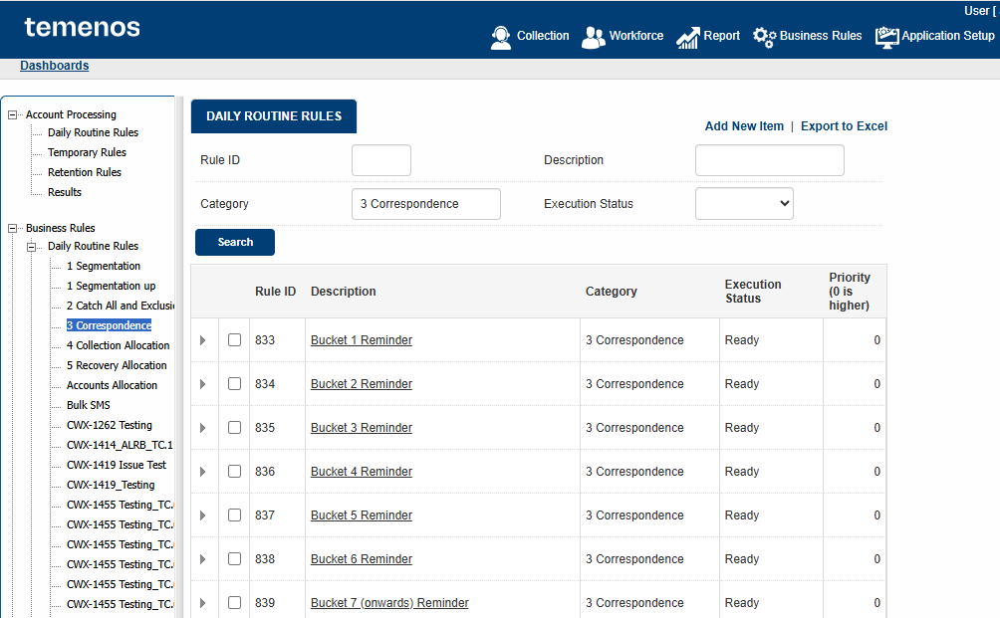 User [
temenos
Collection
Workforce
Report
Business Rules
Application Setup
Dashboards
Account Processing
Daily Routine Rules
Temporary Rules
Retention Rules
Results
Business Rules
Daily Routine Rules
1 Segmentation
1 Segmentation up
2 Catch All and Exclusi
3 Correspondence
4 Collection Allocation
5 Recovery Allocation
Accounts Allocation
Bulk SMS
CWX-1262 Testing
CWX-1414_ALRB_TC.1
CWX-1419 Issue Test
CWX-1419_Testing
CWX-1455 Testing_TC.
CWX-1455 Testing_TC.
CWX-1455 Testing_TC.
CWX-1455 Testing_TC.
CWX-1455 Testing_TC.
CWX-1455 Testing_TC.
DAILY ROUTINE RULES
Add New Item | Export to Excel
Rule ID Description
Category 3 Correspondence Execution Status
Search
Rule ID Description Category Execution Status Priority (0 is higher)
833 Bucket 1 Reminder 3 Correspondence Ready 0
834 Bucket 2 Reminder 3 Correspondence Ready 0
835 Bucket 3 Reminder 3 Correspondence Ready 0
836 Bucket 4 Reminder 3 Correspondence Ready 0
837 Bucket 5 Reminder 3 Correspondence Ready 0
838 Bucket 6 Reminder 3 Correspondence Ready 0
839 Bucket 7 (onwards) Reminder 3 Correspondence Ready 0